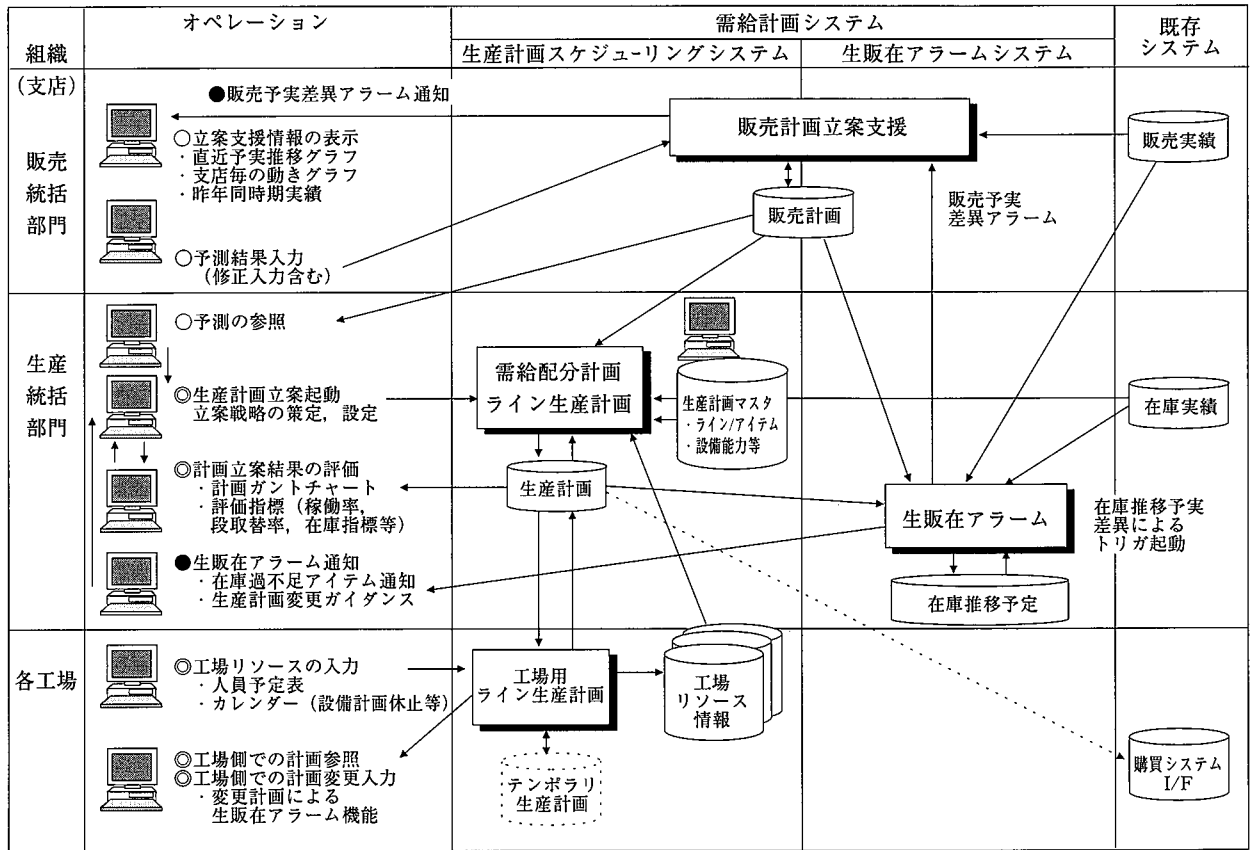 組織
オペレーション
需給計画システム
生産計画スケジューリングシステム
生販在アラームシステム
既存
システム
(支店)
販売
統括
部門
●販売予実差異アラーム通知
○立案支援情報の表示
・直近予実推移グラフ
・支店毎の動きグラフ
・昨年同時期実績
○予測結果入力
(修正入力含む)
販売計画立案支援
販売計画
販売予実
差異アラーム
販売実績
生産
統括
部門
○予測の参照
◎生産計画立案起動
立案戦略の策定, 設定
◎計画立案結果の評価
・計画ガントチャート
・評価指標 (稼働率,
段取替率, 在庫指標等)
●生販在アラーム通知
・在庫過不足アイテム通知
・生産計画変更ガイダンス
需給配分計画
ライン生産計画
生産計画マスタ
・ライン/アイテム
・設備能力等
生産計画
生販在アラーム
在庫推移予定
在庫推移予実
差異による
トリガ起動
在庫実績
各工場
◎工場リソースの入力
・人員予定表
・カレンダー (設備計画休止等)
◎工場側での計画参照
◎工場側での計画変更入力
・変更計画による
生販在アラーム機能
工場用
ライン生産計画
テンポラリ
生産計画
工場
リソース
情報
購買システム
I/F